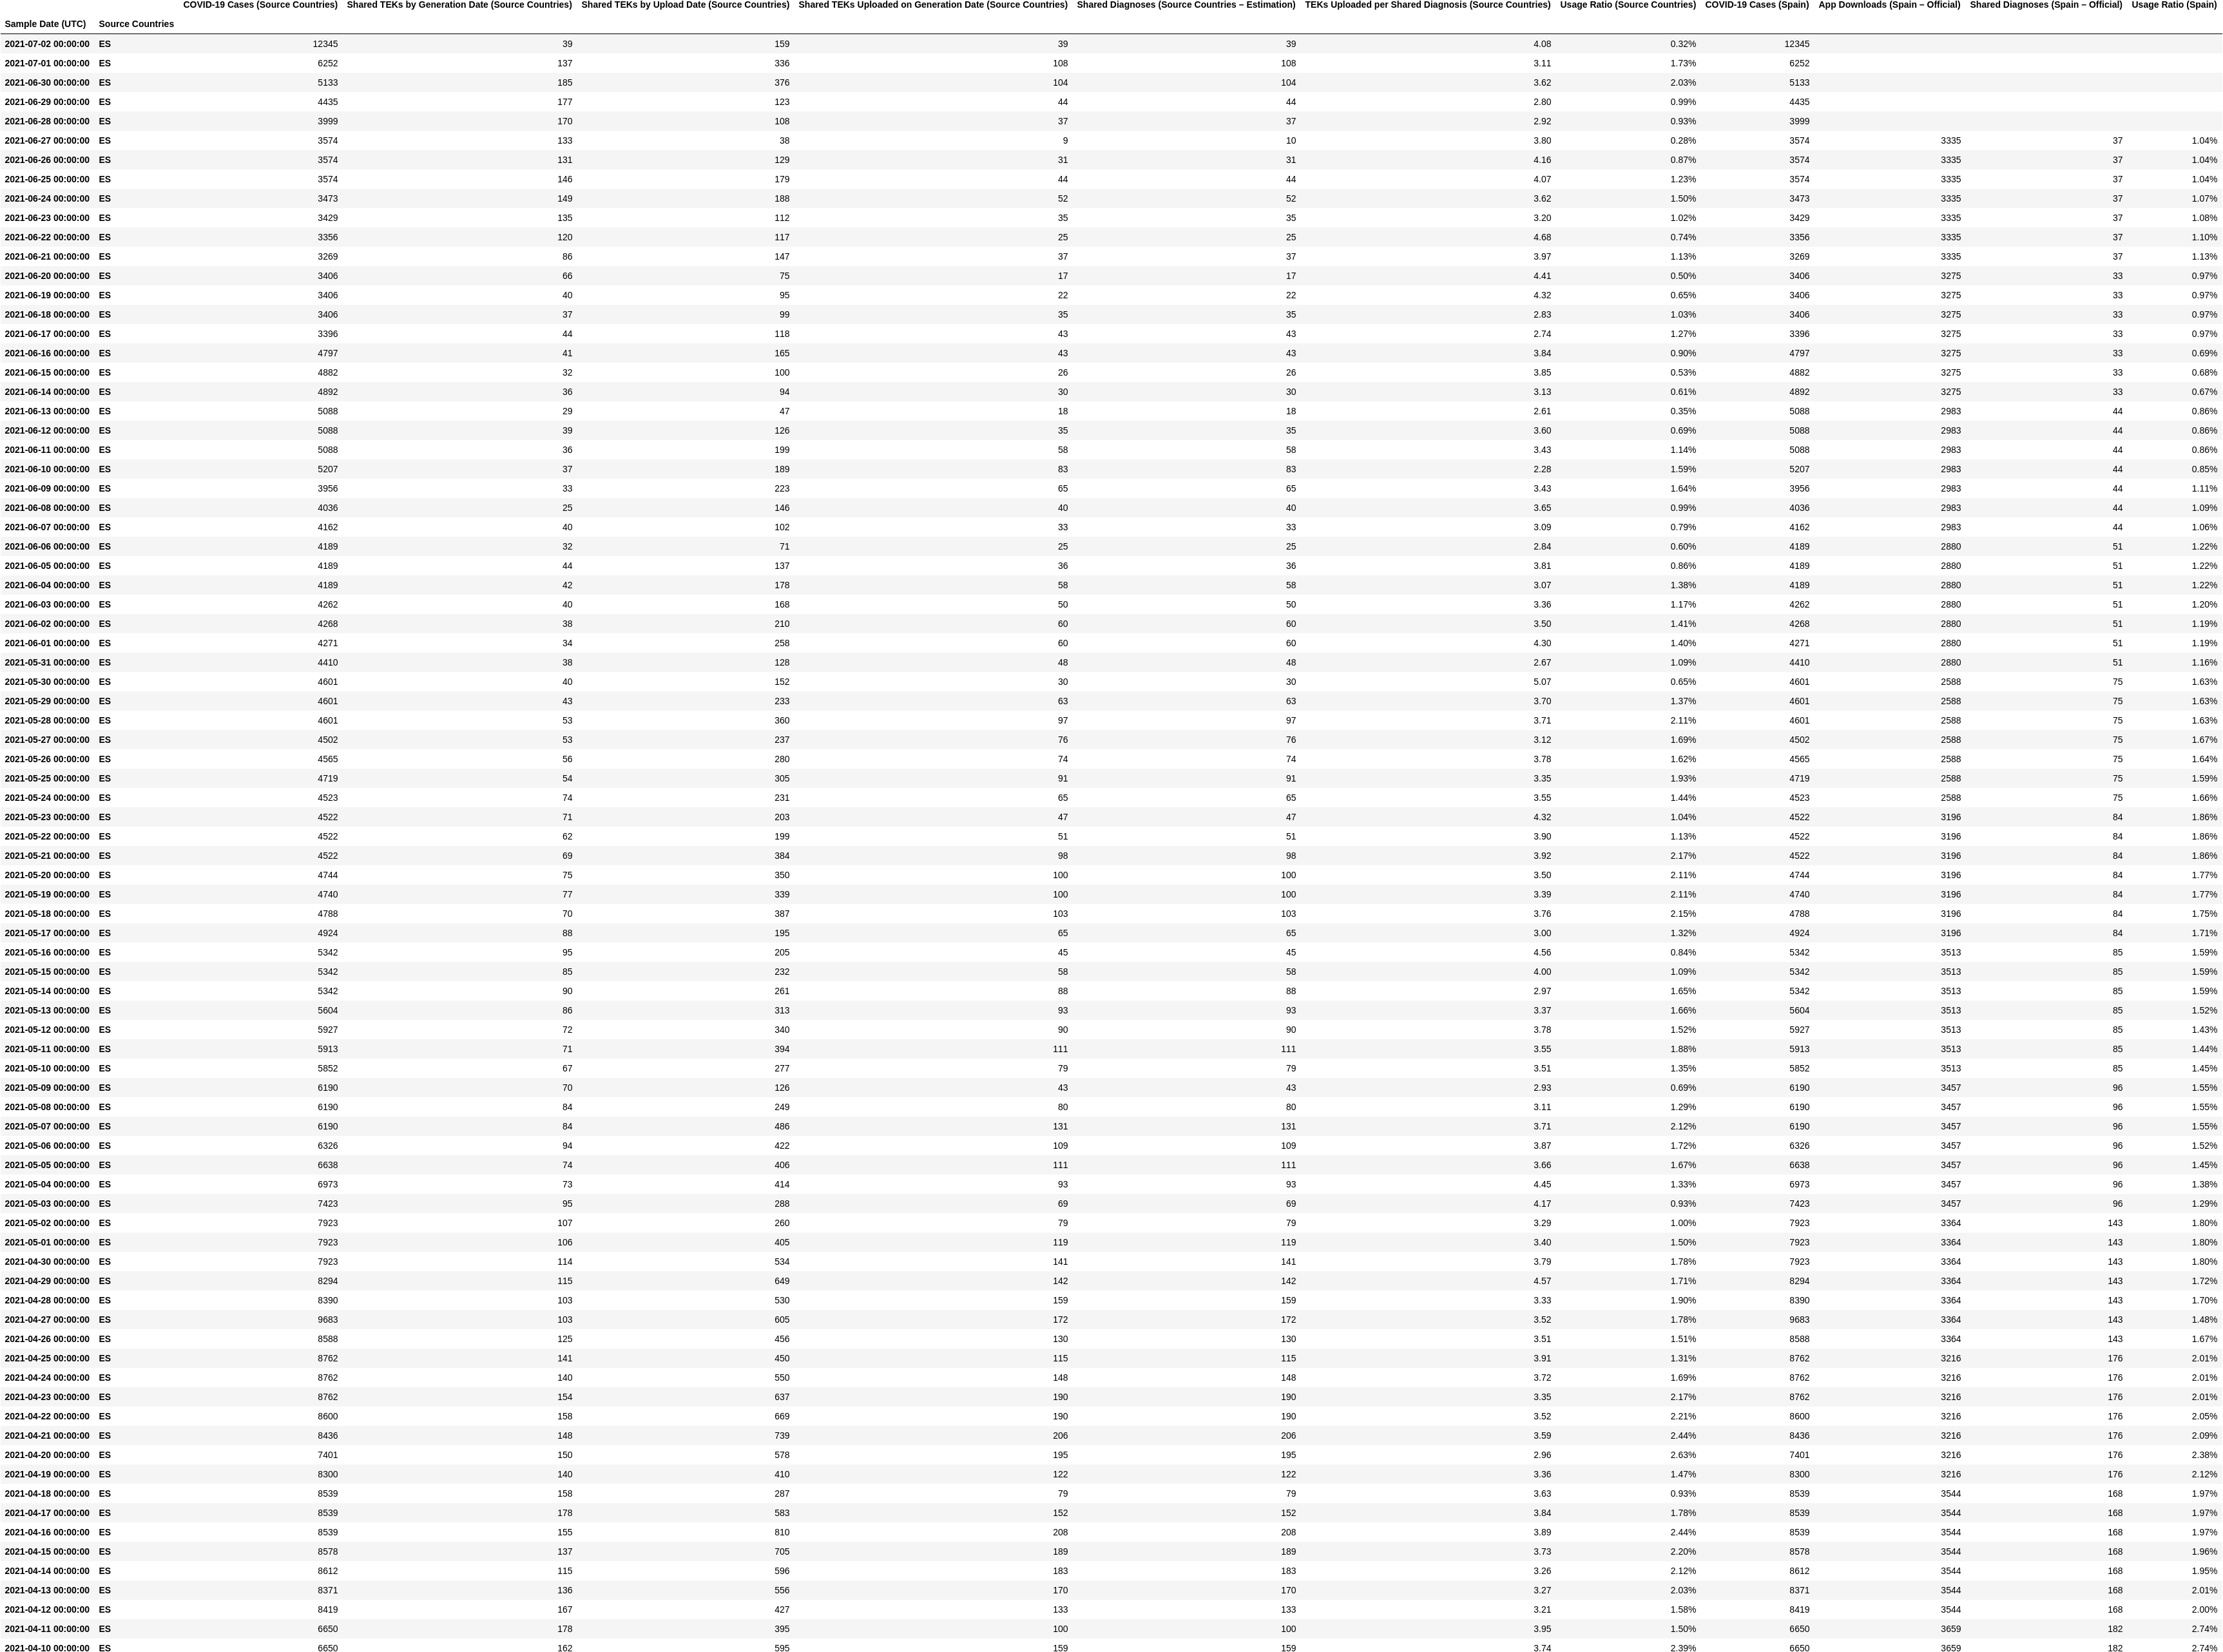 COVID-19 Cases (Source Countries) Shared TEKs by Generation Date (Source Countries) Shared TEKs by Upload Date (Source Countries) Shared TEKs Uploaded on Generation Date (Source Countries) Shared Diagnoses (Source Countries – Estimation) TEKs Uploaded per Shared Diagnosis (Source Countries) Usage Ratio (Source Countries) COVID-19 Cases (Spain) App Downloads (Spain – Official) Shared Diagnoses (Spain – Official) Usage Ratio (Spain)
Sample Date (UTC) Source Countries
2021-07-02 00:00:00 ES 12345 39 159 39 39 4.08 0.32% 12345
2021-07-01 00:00:00 ES 6252 137 336 108 108 3.11 1.73% 6252
2021-06-30 00:00:00 ES 5133 185 376 104 104 3.62 2.03% 5133
2021-06-29 00:00:00 ES 4435 177 123 44 44 2.80 0.99% 4435
2021-06-28 00:00:00 ES 3999 170 108 37 37 2.92 0.93% 3999
2021-06-27 00:00:00 ES 3574 133 38 9 10 3.80 0.28% 3574 3335 37 1.04%
2021-06-26 00:00:00 ES 3574 131 129 31 31 4.16 0.87% 3574 3335 37 1.04%
2021-06-25 00:00:00 ES 3574 146 179 44 44 4.07 1.23% 3574 3335 37 1.04%
2021-06-24 00:00:00 ES 3473 149 188 52 52 3.62 1.50% 3473 3335 37 1.07%
2021-06-23 00:00:00 ES 3429 135 112 35 35 3.20 1.02% 3429 3335 37 1.08%
2021-06-22 00:00:00 ES 3356 120 117 25 25 4.68 0.74% 3356 3335 37 1.10%
2021-06-21 00:00:00 ES 3269 86 147 37 37 3.97 1.13% 3269 3335 37 1.13%
2021-06-20 00:00:00 ES 3406 66 75 17 17 4.41 0.50% 3406 3275 33 0.97%
2021-06-19 00:00:00 ES 3406 40 95 22 22 4.32 0.65% 3406 3275 33 0.97%
2021-06-18 00:00:00 ES 3406 37 99 35 35 2.83 1.03% 3406 3275 33 0.97%
2021-06-17 00:00:00 ES 3396 44 118 43 43 2.74 1.27% 3396 3275 33 0.97%
2021-06-16 00:00:00 ES 4797 41 165 43 43 3.84 0.90% 4797 3275 33 0.69%
2021-06-15 00:00:00 ES 4882 32 100 26 26 3.85 0.53% 4882 3275 33 0.68%
2021-06-14 00:00:00 ES 4892 36 94 30 30 3.13 0.61% 4892 3275 33 0.67%
2021-06-13 00:00:00 ES 5088 29 47 18 18 2.61 0.35% 5088 2983 44 0.86%
2021-06-12 00:00:00 ES 5088 39 126 35 35 3.60 0.69% 5088 2983 44 0.86%
2021-06-11 00:00:00 ES 5088 36 199 58 58 3.43 1.14% 5088 2983 44 0.86%
2021-06-10 00:00:00 ES 5207 37 189 83 83 2.28 1.59% 5207 2983 44 0.85%
2021-06-09 00:00:00 ES 3956 33 223 65 65 3.43 1.64% 3956 2983 44 1.11%
2021-06-08 00:00:00 ES 4036 25 146 40 40 3.65 0.99% 4036 2983 44 1.09%
2021-06-07 00:00:00 ES 4162 40 102 33 33 3.09 0.79% 4162 2983 44 1.06%
2021-06-06 00:00:00 ES 4189 32 71 25 25 2.84 0.60% 4189 2880 51 1.22%
2021-06-05 00:00:00 ES 4189 44 137 36 36 3.81 0.86% 4189 2880 51 1.22%
2021-06-04 00:00:00 ES 4189 42 178 58 58 3.07 1.38% 4189 2880 51 1.22%
2021-06-03 00:00:00 ES 4262 40 168 50 50 3.36 1.17% 4262 2880 51 1.20%
2021-06-02 00:00:00 ES 4268 38 210 60 60 3.50 1.41% 4268 2880 51 1.19%
2021-06-01 00:00:00 ES 4271 34 258 60 60 4.30 1.40% 4271 2880 51 1.19%
2021-05-31 00:00:00 ES 4410 38 128 48 48 2.67 1.09% 4410 2880 51 1.16%
2021-05-30 00:00:00 ES 4601 40 152 30 30 5.07 0.65% 4601 2588 75 1.63%
2021-05-29 00:00:00 ES 4601 43 233 63 63 3.70 1.37% 4601 2588 75 1.63%
2021-05-28 00:00:00 ES 4601 53 360 97 97 3.71 2.11% 4601 2588 75 1.63%
2021-05-27 00:00:00 ES 4502 53 237 76 76 3.12 1.69% 4502 2588 75 1.67%
2021-05-26 00:00:00 ES 4565 56 280 74 74 3.78 1.62% 4565 2588 75 1.64%
2021-05-25 00:00:00 ES 4719 54 305 91 91 3.35 1.93% 4719 2588 75 1.59%
2021-05-24 00:00:00 ES 4523 74 231 65 65 3.55 1.44% 4523 2588 75 1.66%
2021-05-23 00:00:00 ES 4522 71 203 47 47 4.32 1.04% 4522 3196 84 1.86%
2021-05-22 00:00:00 ES 4522 62 199 51 51 3.90 1.13% 4522 3196 84 1.86%
2021-05-21 00:00:00 ES 4522 69 384 98 98 3.92 2.17% 4522 3196 84 1.86%
2021-05-20 00:00:00 ES 4744 75 350 100 100 3.50 2.11% 4744 3196 84 1.77%
2021-05-19 00:00:00 ES 4740 77 339 100 100 3.39 2.11% 4740 3196 84 1.77%
2021-05-18 00:00:00 ES 4788 70 387 103 103 3.76 2.15% 4788 3196 84 1.75%
2021-05-17 00:00:00 ES 4924 88 195 65 65 3.00 1.32% 4924 3196 84 1.71%
2021-05-16 00:00:00 ES 5342 95 205 45 45 4.56 0.84% 5342 3513 85 1.59%
2021-05-15 00:00:00 ES 5342 85 232 58 58 4.00 1.09% 5342 3513 85 1.59%
2021-05-14 00:00:00 ES 5342 90 261 88 88 2.97 1.65% 5342 3513 85 1.59%
2021-05-13 00:00:00 ES 5604 86 313 93 93 3.37 1.66% 5604 3513 85 1.52%
2021-05-12 00:00:00 ES 5927 72 340 90 90 3.78 1.52% 5927 3513 85 1.43%
2021-05-11 00:00:00 ES 5913 71 394 111 111 3.55 1.88% 5913 3513 85 1.44%
2021-05-10 00:00:00 ES 5852 67 277 79 79 3.51 1.35% 5852 3513 85 1.45%
2021-05-09 00:00:00 ES 6190 70 126 43 43 2.93 0.69% 6190 3457 96 1.55%
2021-05-08 00:00:00 ES 6190 84 249 80 80 3.11 1.29% 6190 3457 96 1.55%
2021-05-07 00:00:00 ES 6190 84 486 131 131 3.71 2.12% 6190 3457 96 1.55%
2021-05-06 00:00:00 ES 6326 94 422 109 109 3.87 1.72% 6326 3457 96 1.52%
2021-05-05 00:00:00 ES 6638 74 406 111 111 3.66 1.67% 6638 3457 96 1.45%
2021-05-04 00:00:00 ES 6973 73 414 93 93 4.45 1.33% 6973 3457 96 1.38%
2021-05-03 00:00:00 ES 7423 95 288 69 69 4.17 0.93% 7423 3457 96 1.29%
2021-05-02 00:00:00 ES 7923 107 260 79 79 3.29 1.00% 7923 3364 143 1.80%
2021-05-01 00:00:00 ES 7923 106 405 119 119 3.40 1.50% 7923 3364 143 1.80%
2021-04-30 00:00:00 ES 7923 114 534 141 141 3.79 1.78% 7923 3364 143 1.80%
2021-04-29 00:00:00 ES 8294 115 649 142 142 4.57 1.71% 8294 3364 143 1.72%
2021-04-28 00:00:00 ES 8390 103 530 159 159 3.33 1.90% 8390 3364 143 1.70%
2021-04-27 00:00:00 ES 9683 103 605 172 172 3.52 1.78% 9683 3364 143 1.48%
2021-04-26 00:00:00 ES 8588 125 456 130 130 3.51 1.51% 8588 3364 143 1.67%
2021-04-25 00:00:00 ES 8762 141 450 115 115 3.91 1.31% 8762 3216 176 2.01%
2021-04-24 00:00:00 ES 8762 140 550 148 148 3.72 1.69% 8762 3216 176 2.01%
2021-04-23 00:00:00 ES 8762 154 637 190 190 3.35 2.17% 8762 3216 176 2.01%
2021-04-22 00:00:00 ES 8600 158 669 190 190 3.52 2.21% 8600 3216 176 2.05%
2021-04-21 00:00:00 ES 8436 148 739 206 206 3.59 2.44% 8436 3216 176 2.09%
2021-04-20 00:00:00 ES 7401 150 578 195 195 2.96 2.63% 7401 3216 176 2.38%
2021-04-19 00:00:00 ES 8300 140 410 122 122 3.36 1.47% 8300 3216 176 2.12%
2021-04-18 00:00:00 ES 8539 158 287 79 79 3.63 0.93% 8539 3544 168 1.97%
2021-04-17 00:00:00 ES 8539 178 583 152 152 3.84 1.78% 8539 3544 168 1.97%
2021-04-16 00:00:00 ES 8539 155 810 208 208 3.89 2.44% 8539 3544 168 1.97%
2021-04-15 00:00:00 ES 8578 137 705 189 189 3.73 2.20% 8578 3544 168 1.96%
2021-04-14 00:00:00 ES 8612 115 596 183 183 3.26 2.12% 8612 3544 168 1.95%
2021-04-13 00:00:00 ES 8371 136 556 170 170 3.27 2.03% 8371 3544 168 2.01%
2021-04-12 00:00:00 ES 8419 167 427 133 133 3.21 1.58% 8419 3544 168 2.00%
2021-04-11 00:00:00 ES 6650 178 395 100 100 3.95 1.50% 6650 3659 182 2.74%
2021-04-10 00:00:00 ES 6650 162 595 159 159 3.74 2.39% 6650 3659 182 2.74%